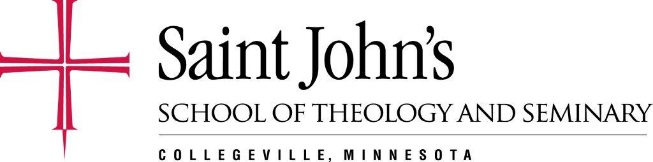 Saint John's
SCHOOL OF THEOLOGY AND SEMINARY
COLLEGEVILLE, MINNESOTA